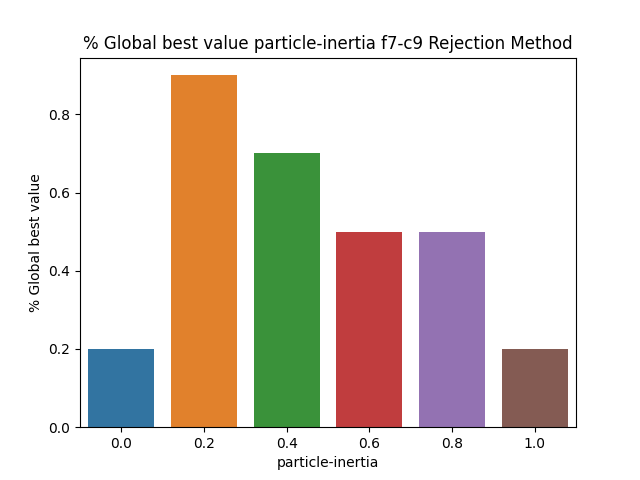 % Global best value particle-inertia f7-c9 Rejection Method
% Global best value
0.8
0.6
0.4
0.2
0.0
0.0 0.2 0.4 0.6 0.8 1.0
particle-inertia